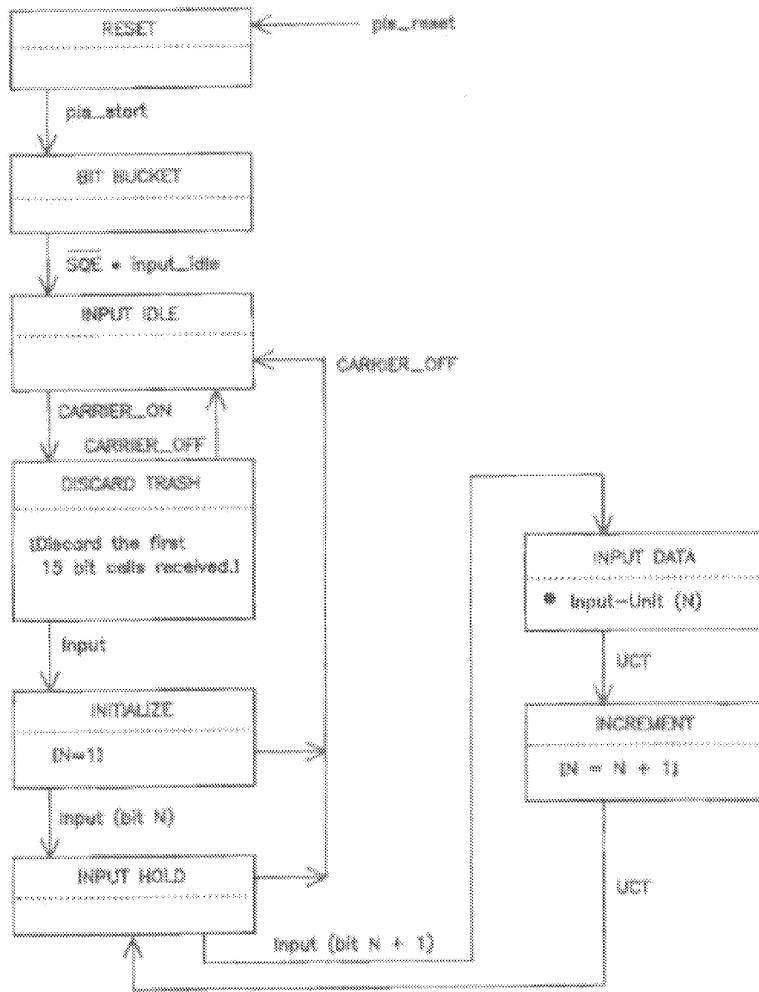 RESET
pls_reset
pls_start
BIT BUCKET
SQE • input_idle
INPUT IDLE
CARRIER_OFF
CARRIER_ON
CARRIER_OFF
DISCARD TRASH
[Discard the first
15 bit cells received.]
Input
INITIALIZE
[N=1]
Input (bit N)
INPUT HOLD
Input (bit N + 1)
INPUT DATA
• Input-Unit (N)
UCT
INCREMENT
[N = N + 1]
UCT